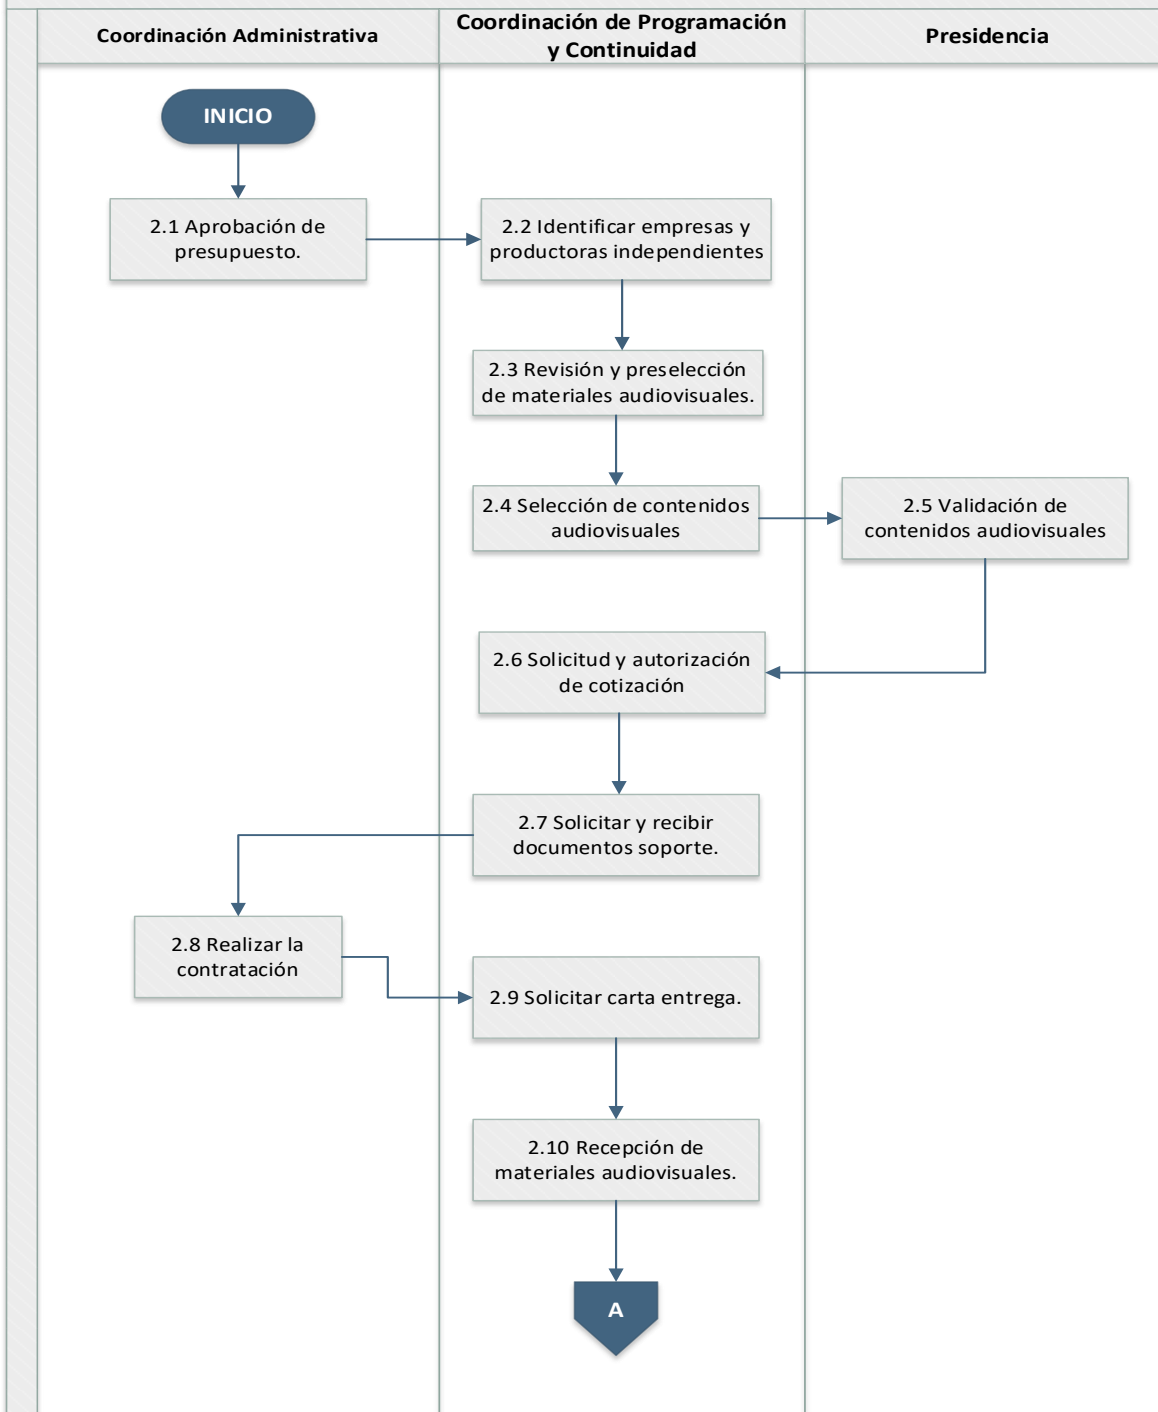 Coordinación Administrativa
Coordinación de Programación
y Continuidad
Presidencia
INICIO
2.1 Aprobación de
presupuesto.
2.2 Identificar empresas y
productoras independientes
2.3 Revisión y preselección
de materiales audiovisuales.
2.4 Selección de contenidos
audiovisuales
2.5 Validación de
contenidos audiovisuales
2.6 Solicitud y autorización
de cotización
2.7 Solicitar y recibir
documentos soporte.
2.8 Realizar la
contratación
2.9 Solicitar carta entrega.
2.10 Recepción de
materiales audiovisuales.
A